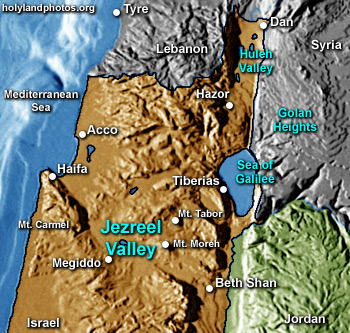 holylandphotos.org
Tyre
Dan
Lebanon
Syria
Huleh
Valley
Mediterranean
Sea
Hazor
Golan
Heights
Acco
Haifa
Sea of
Galilee
Tiberias
Mt. Carmel
Mt. Tabor
Jezreel
Valley
Mt. Moreh
Megiddo
Beth Shan
Israel
Jordan